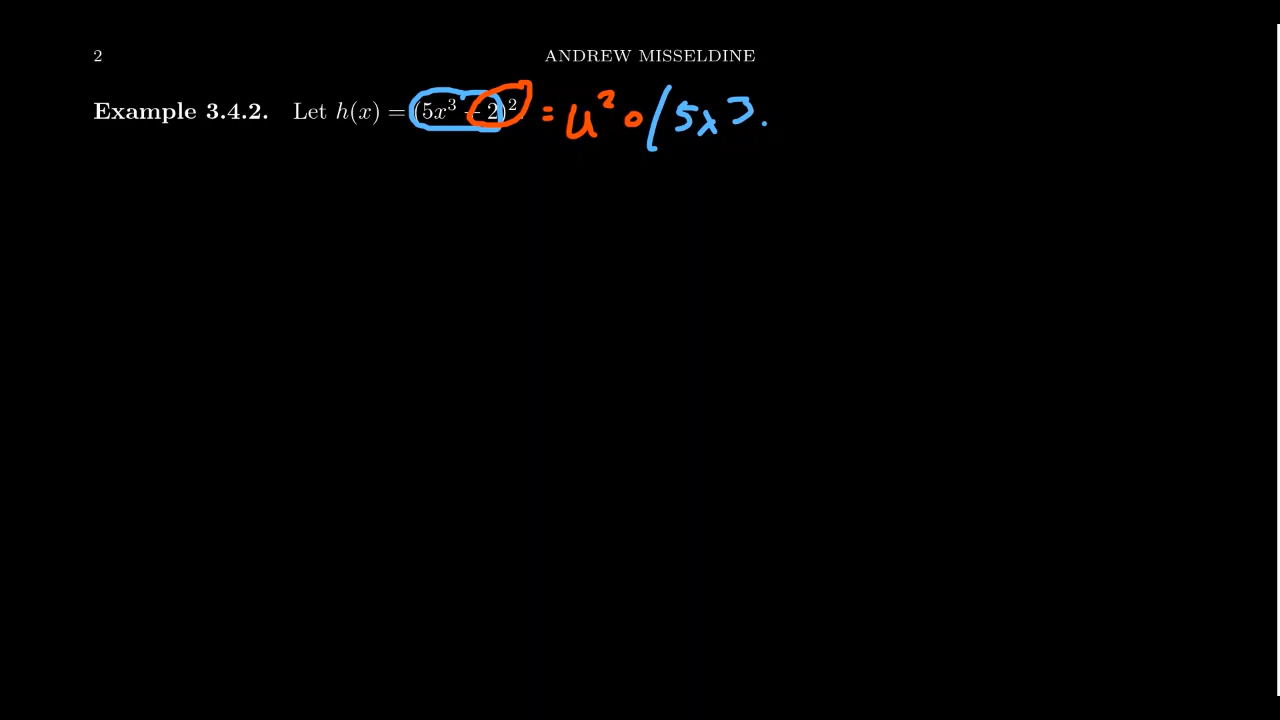 2 ANDREW MISSELDINE
Example 3.4.2. Let h(x) = (5x³ − 2)². = u² ∘ (5x³